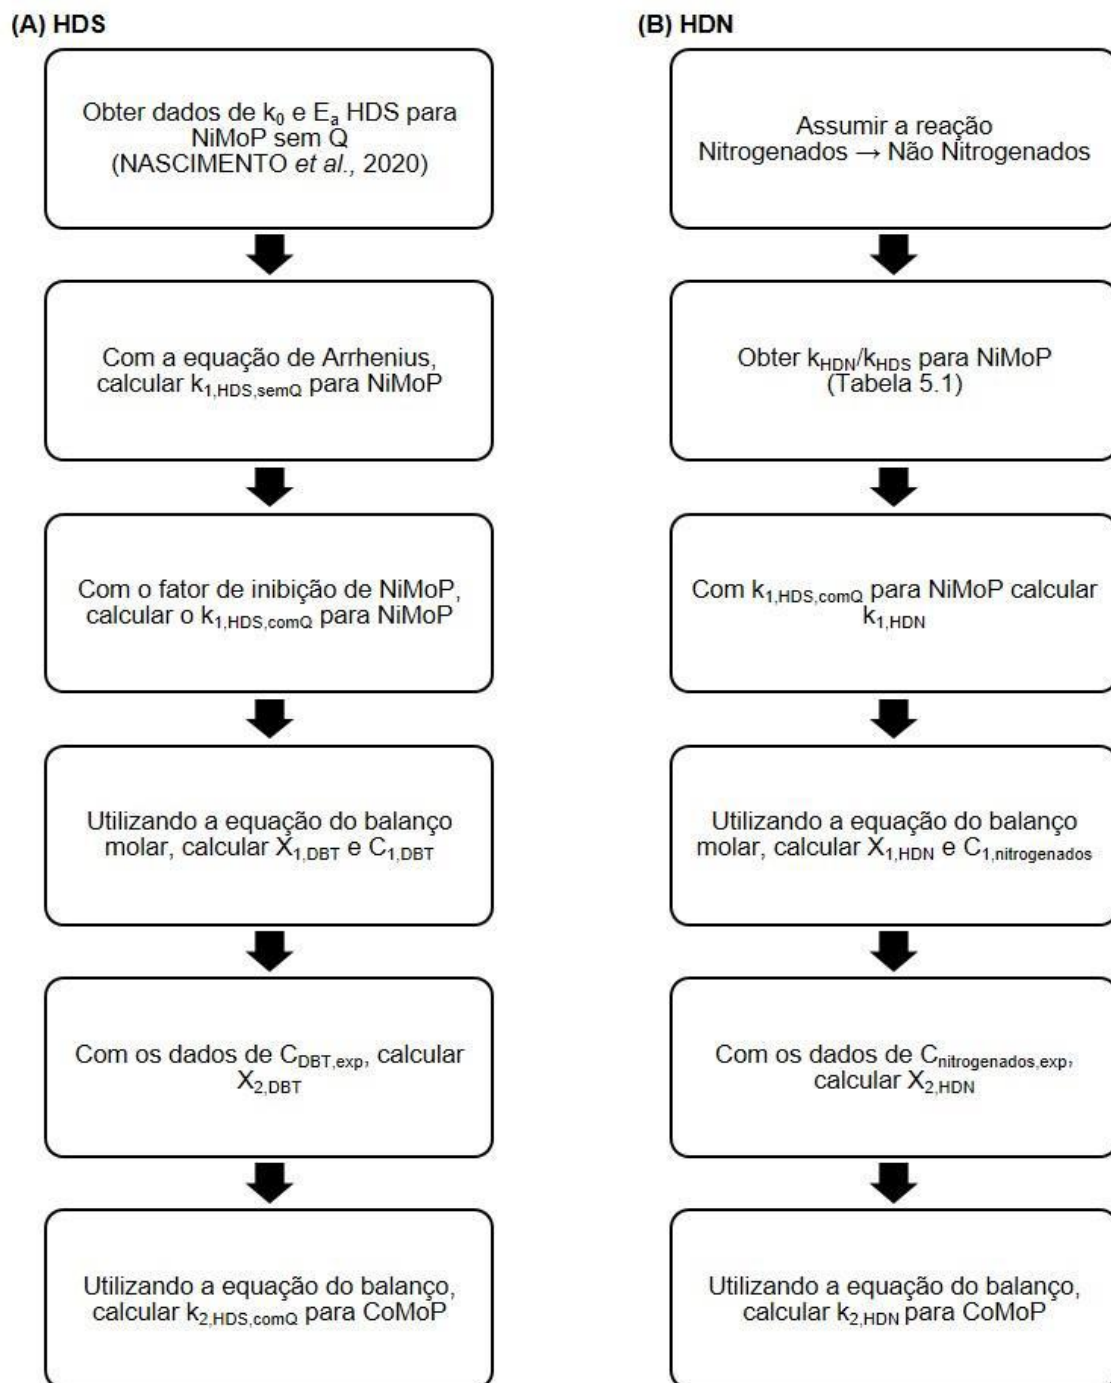 (A) HDS
Obter dados de k₀ e Eₐ HDS para
NiMoP sem Q
(NASCIMENTO et al., 2020)
Com a equação de Arrhenius,
calcular k₁,HDS,semQ para NiMoP
Com o fator de inibição de NiMoP,
calcular o k₁,HDS,comQ para NiMoP
Utilizando a equação do balanço
molar, calcular X₁,DBT e C₁,DBT
Com os dados de C_DBT,exp, calcular
X₂,DBT
Utilizando a equação do balanço,
calcular k₂,HDS,comQ para CoMoP
(B) HDN
Assumir a reação
Nitrogenados → Não Nitrogenados
Obter k_HDN/k_HDS para NiMoP
(Tabela 5.1)
Com k₁,HDS,comQ para NiMoP calcular
k₁,HDN
Utilizando a equação do balanço
molar, calcular X₁,HDN e C₁,nitrogenados
Com os dados de C_nitrogenados,exp,
calcular X₂,HDN
Utilizando a equação do balanço,
calcular k₂,HDN para CoMoP